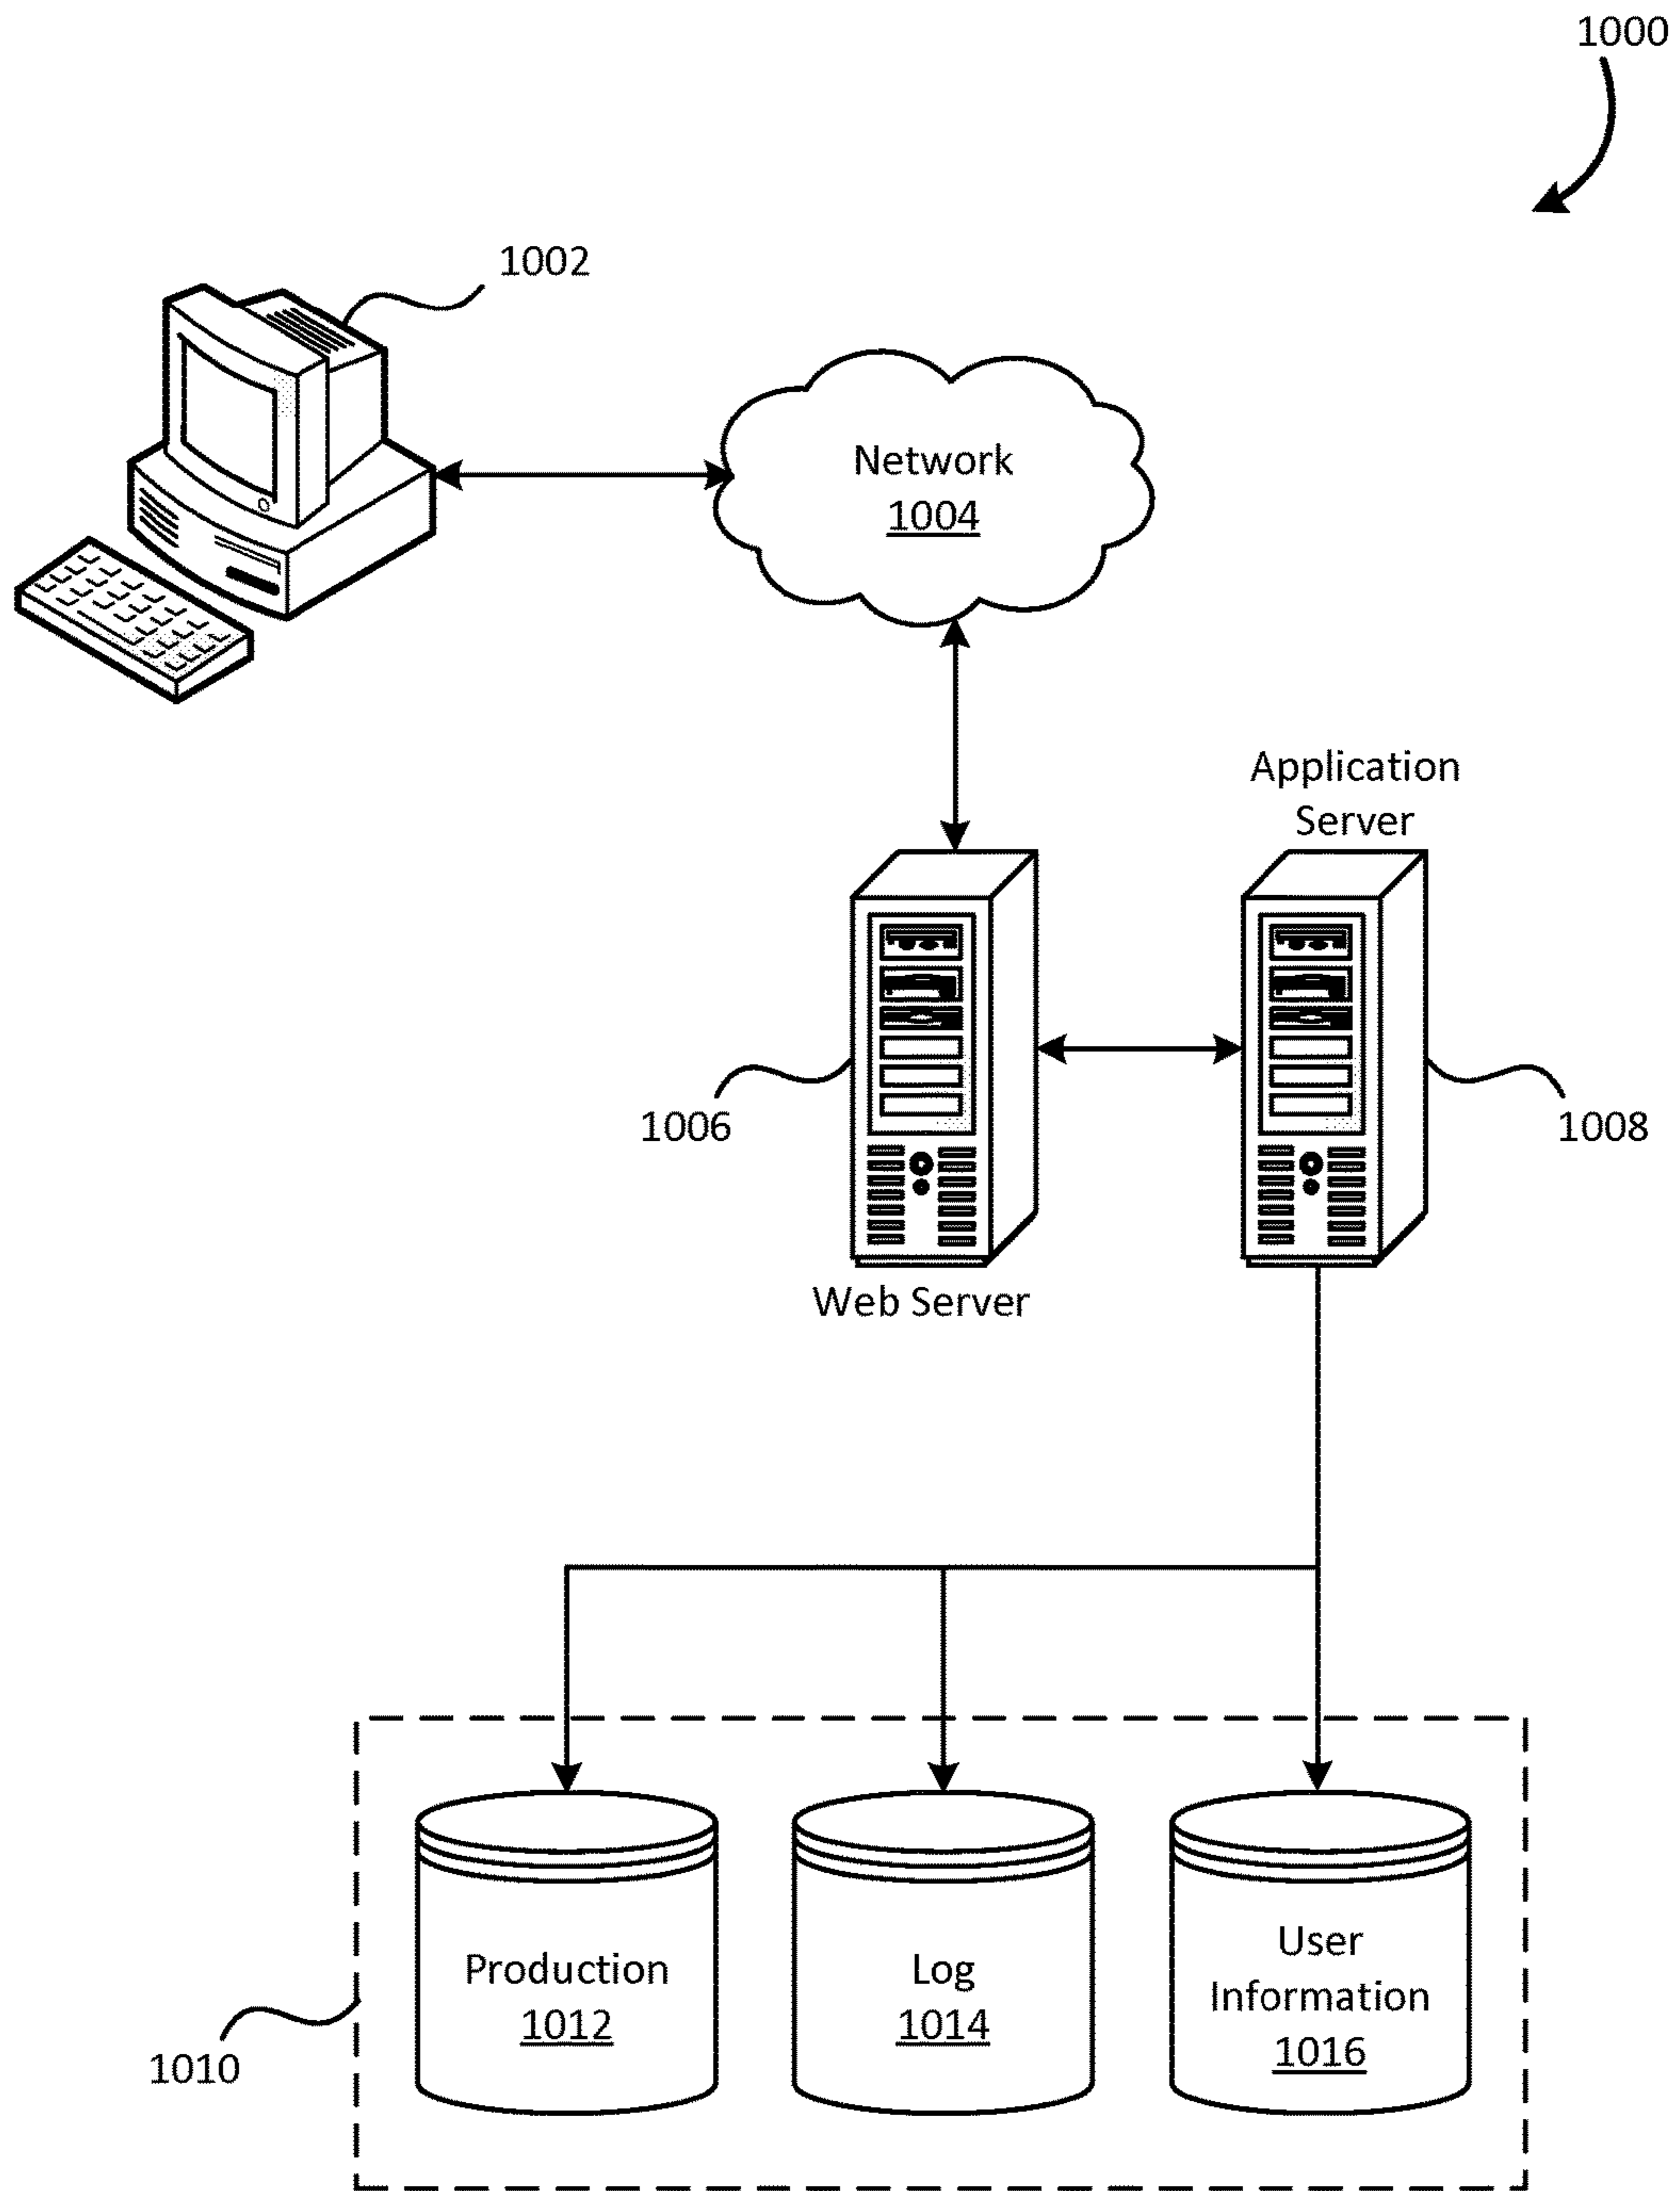 1000
1002
Network
1004
Application
Server
1006
1008
Web Server
Production
1012
Log
1014
User
Information
1016
1010